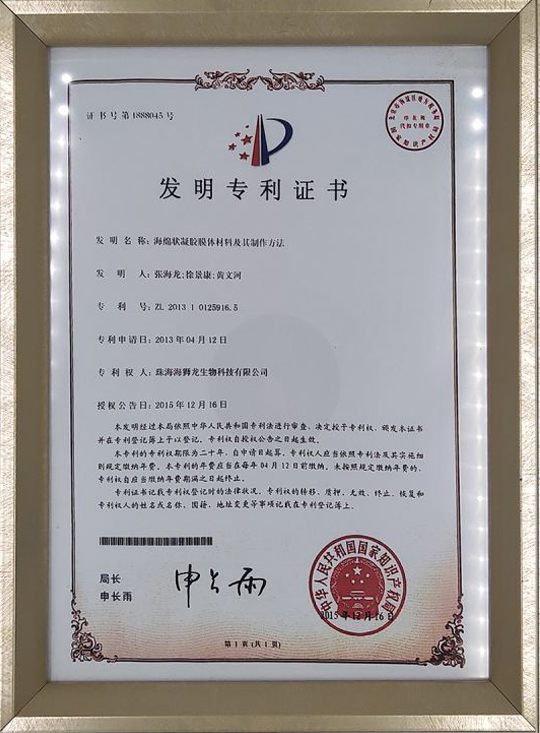 证书号第1888045号
发明专利证书
发明名称：海绵状凝胶膜体材料及其制作方法
发明人：张海龙;徐景康;黄文河
专利号：ZL 2013 1 0125916.5
专利申请日：2013年04月12日
专利权人：珠海海狮龙生物科技有限公司
授权公告日：2015年12月16日
本发明经过本局依照中华人民共和国专利法进行审查，决定授予专利权，颁发本证书
并在专利登记簿上予以登记。专利权自授权公告之日起生效。
本专利的专利权期限为二十年，自申请日起算。专利权人应当依照专利法及其实施细
则规定缴纳年费。本专利的年费应当在每年04月12日前缴纳。未按照规定缴纳年费的，
专利权自应当缴纳年费期满之日起终止。
专利证书记载专利权登记时的法律状况。专利权的转移、质押、无效、终止、恢复和
专利权人的姓名或名称、国籍、地址变更等事项记载在专利登记簿上。
局长
申长雨
申长雨
中华人民共和国国家知识产权局
2015年12月16日
第1页(共1页)